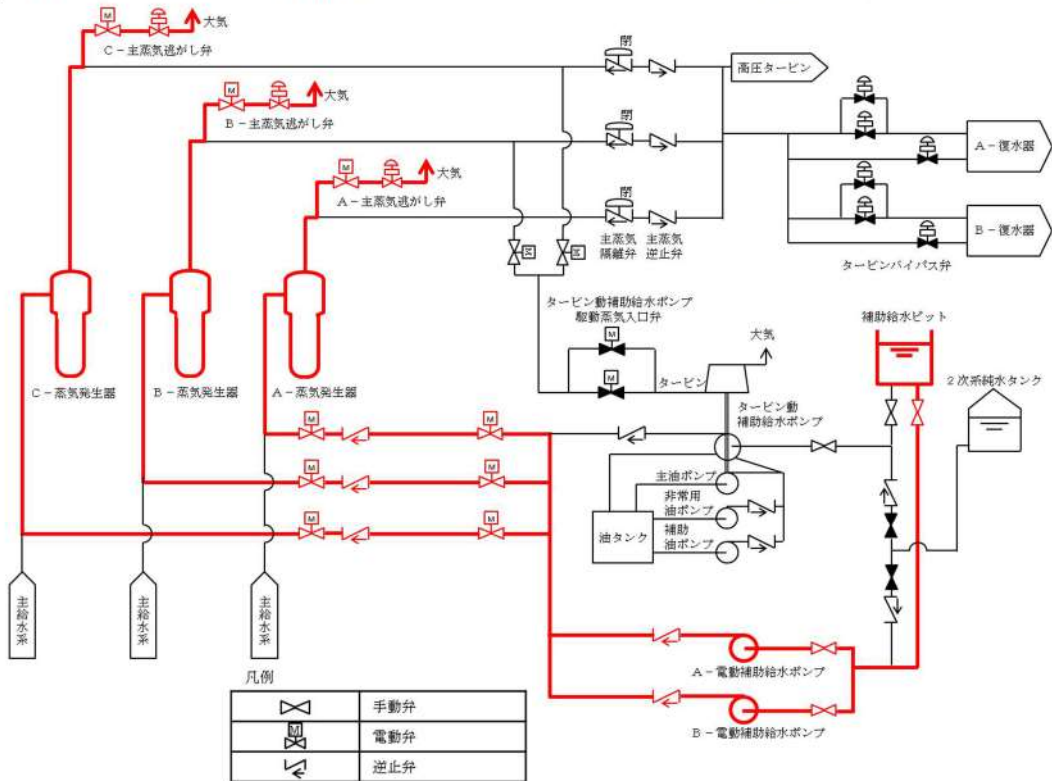 M
大気
C-主蒸気逃がし弁
閉
高圧タービン
M
大気
B-主蒸気逃がし弁
閉
A-復水器
M
大気
A-主蒸気逃がし弁
閉
主蒸気
隔離弁
主蒸気
逆止弁
B-復水器
タービンバイパス弁
M
M
タービン動補助給水ポンプ
駆動蒸気入口弁
大気
補助給水ピット
M
M
タービン
2次系純水タンク
C-蒸気発生器
B-蒸気発生器
A-蒸気発生器
タービン動
補助給水ポンプ
M
M
M
M
M
M
主油ポンプ
非常用
油ポンプ
補助
油ポンプ
油タンク
主給水系
主給水系
主給水系
A-電動補助給水ポンプ
B-電動補助給水ポンプ
凡例
手動弁
M
電動弁
逆止弁